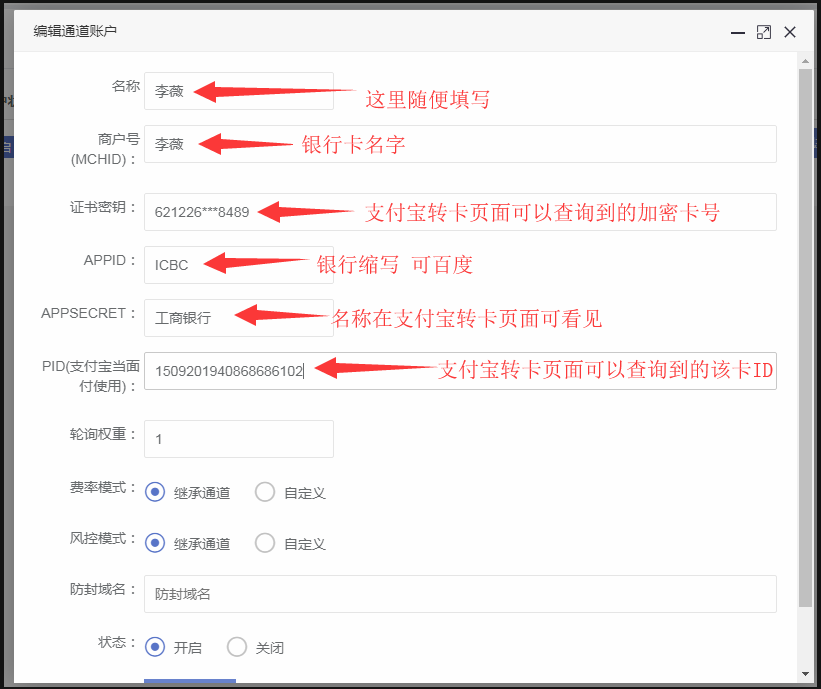 编辑通道账户
名称
李薇
这里随便填写
商户号
(MCHID)：
李薇
银行卡名字
证书密钥：
621226***8489
支付宝转卡页面可以查询到的加密卡号
APPID：
ICBC
银行缩写 可百度
APPSECRET：
工商银行
名称在支付宝转卡页面可看见
PID(支付宝当面
付使用)：
1509201940868686102
支付宝转卡页面可以查询到的该卡ID
轮询权重：
1
费率模式：
继承通道 自定义
风控模式：
继承通道 自定义
防封域名：
防封域名
状态：
开启 关闭